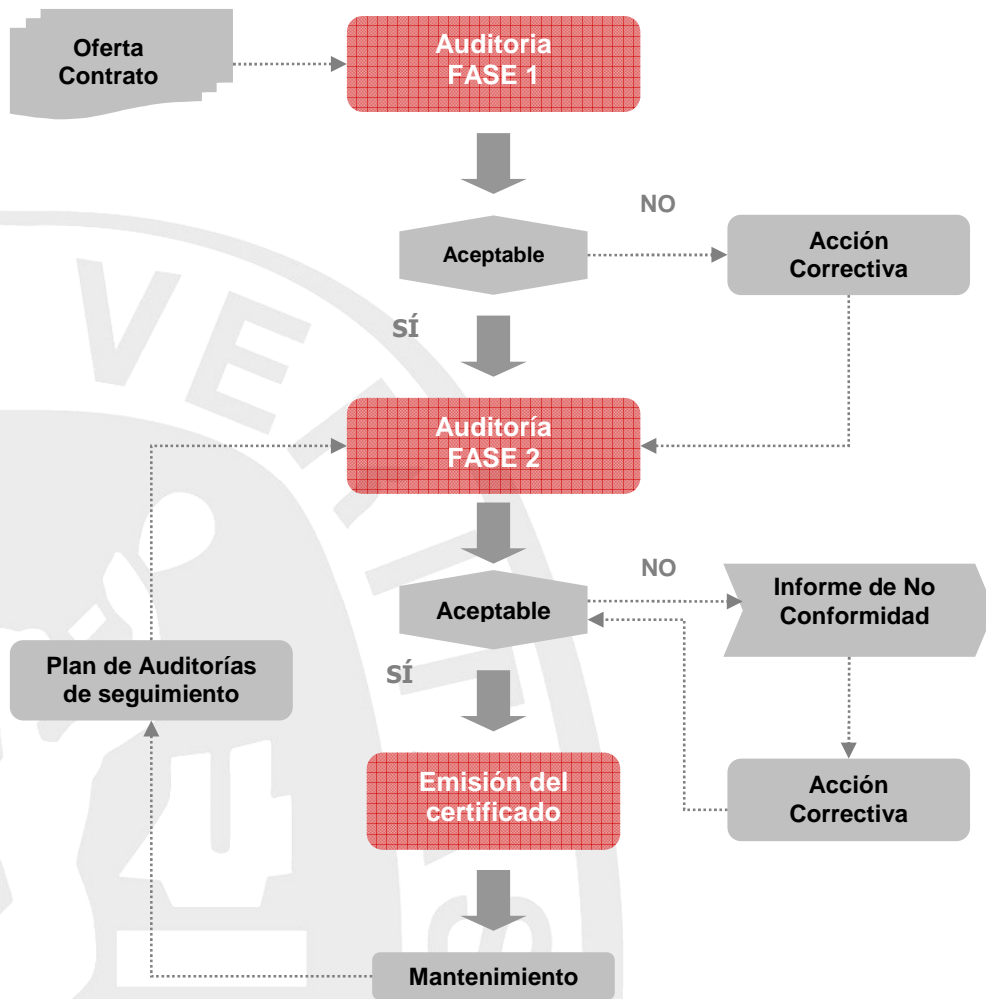 Oferta
Contrato
Auditoria
FASE 1
NO
Aceptable
Acción
Correctiva
SÍ
Auditoría
FASE 2
NO
Aceptable
Informe de No
Conformidad
SÍ
Plan de Auditorías
de seguimiento
Emisión del
certificado
Acción
Correctiva
Mantenimiento